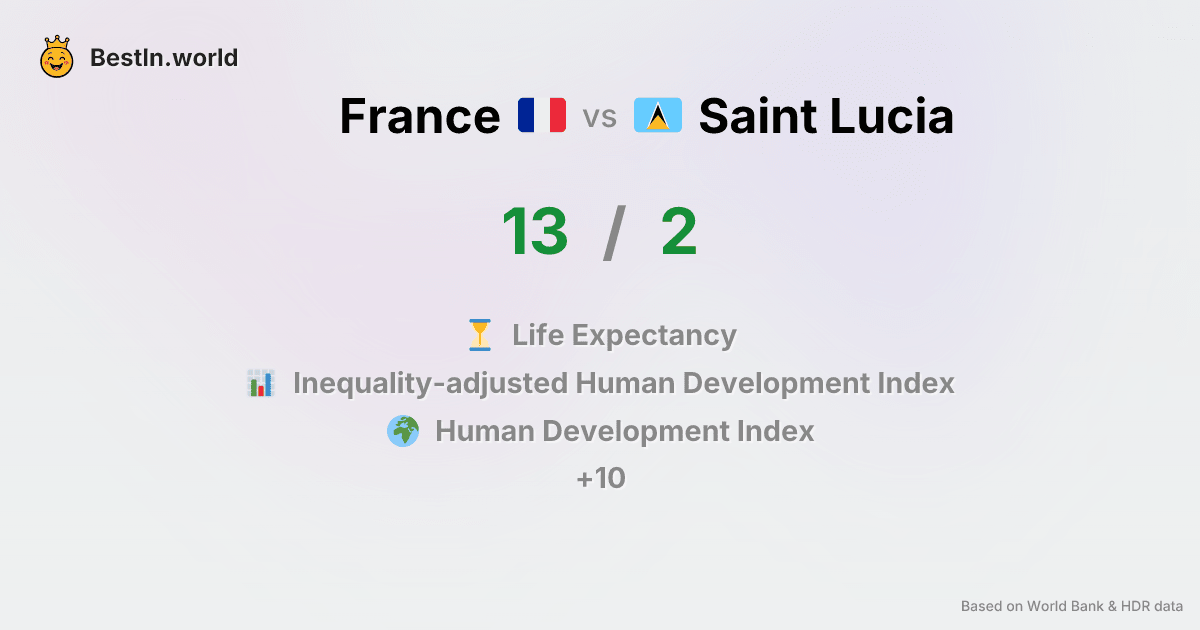 BestIn.world
France vs Saint Lucia
13 / 2
Life Expectancy
Inequality-adjusted Human Development Index
Human Development Index
+10
Based on World Bank & HDR data